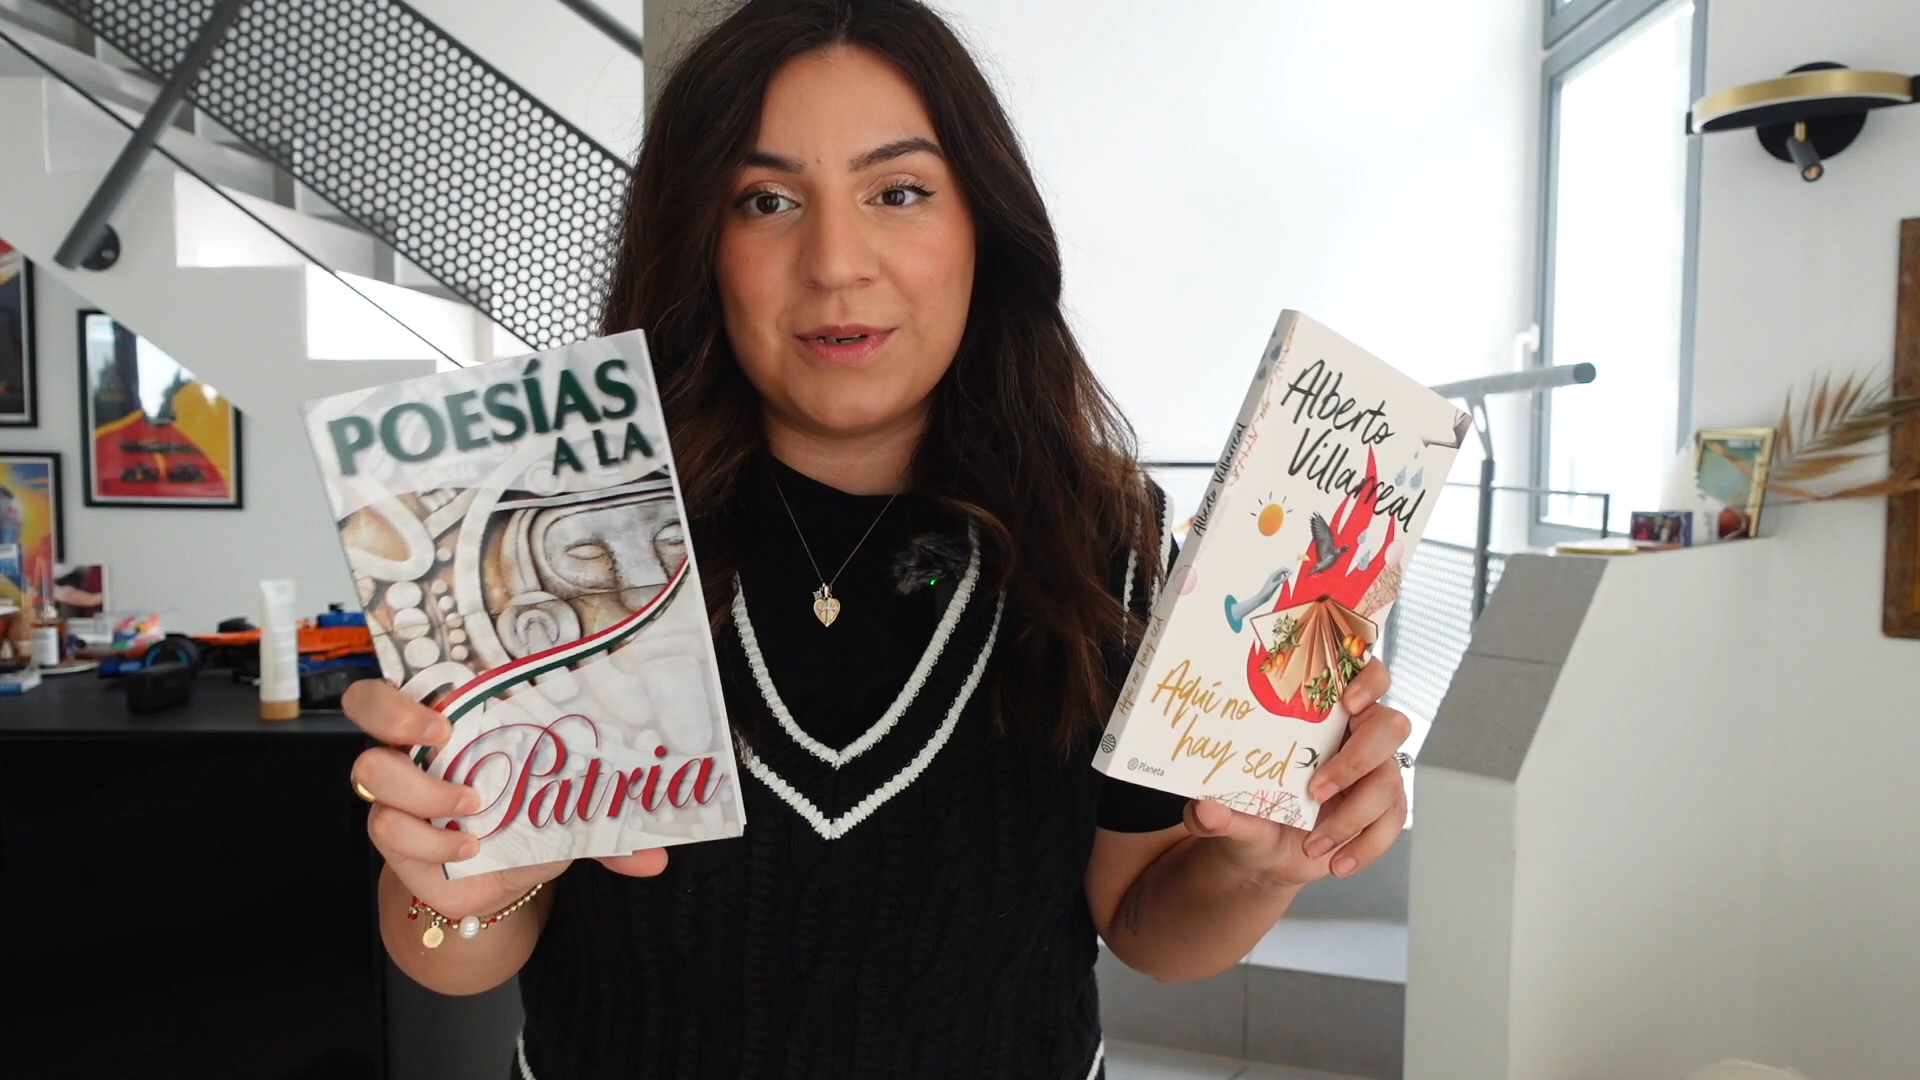 POESÍAS
A LA
Patria
Alberto
Villarreal
Aquí no
hay sed
Planeta
Alberto Villarreal
Aquí no hay sed